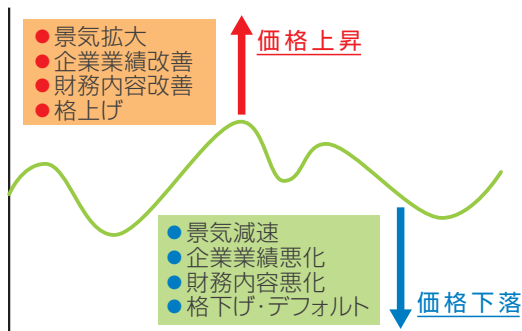 ●景気拡大
●企業業績改善
●財務内容改善
●格上げ
価格上昇
●景気減速
●企業業績悪化
●財務内容悪化
●格下げ・デフォルト
価格下落